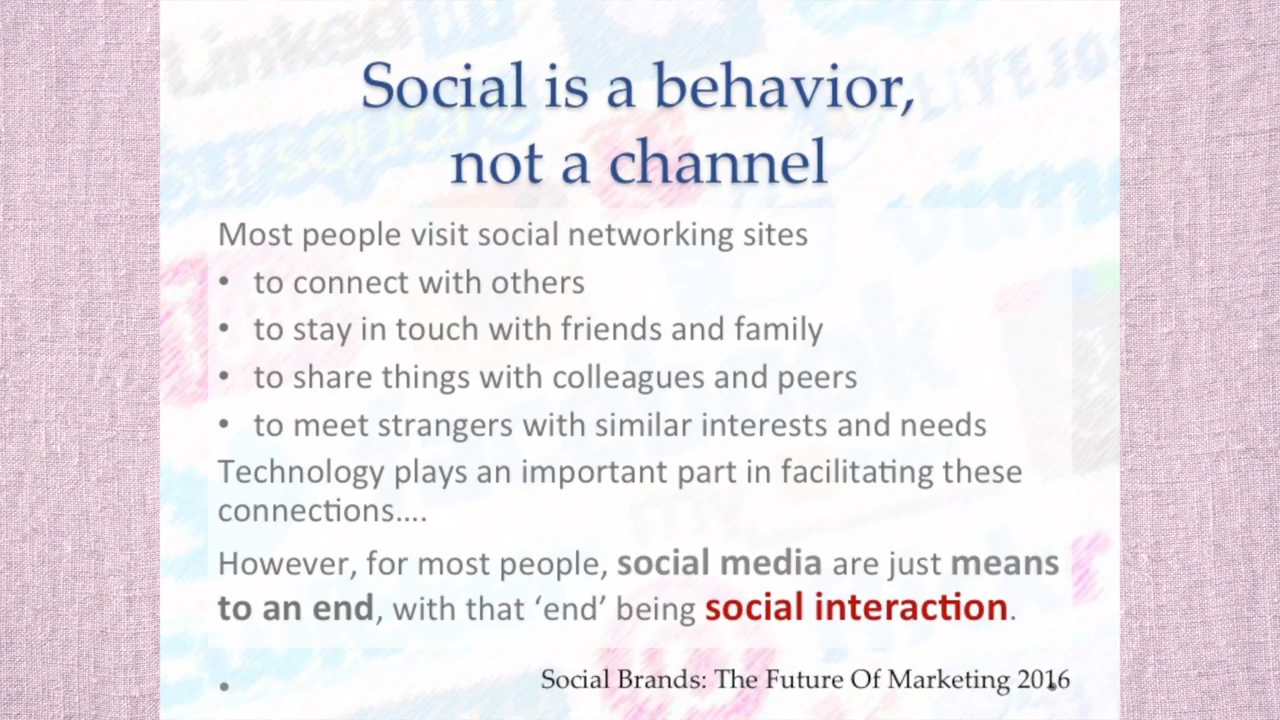 Social is a behavior,
not a channel
Most people visit social networking sites
• to connect with others
• to stay in touch with friends and family
• to share things with colleagues and peers
• to meet strangers with similar interests and needs
Technology plays an important part in facilitating these
connections....
However, for most people, social media are just means
to an end, with that ‘end’ being social interaction.
•
Social Brands: The Future Of Marketing 2016
Linked